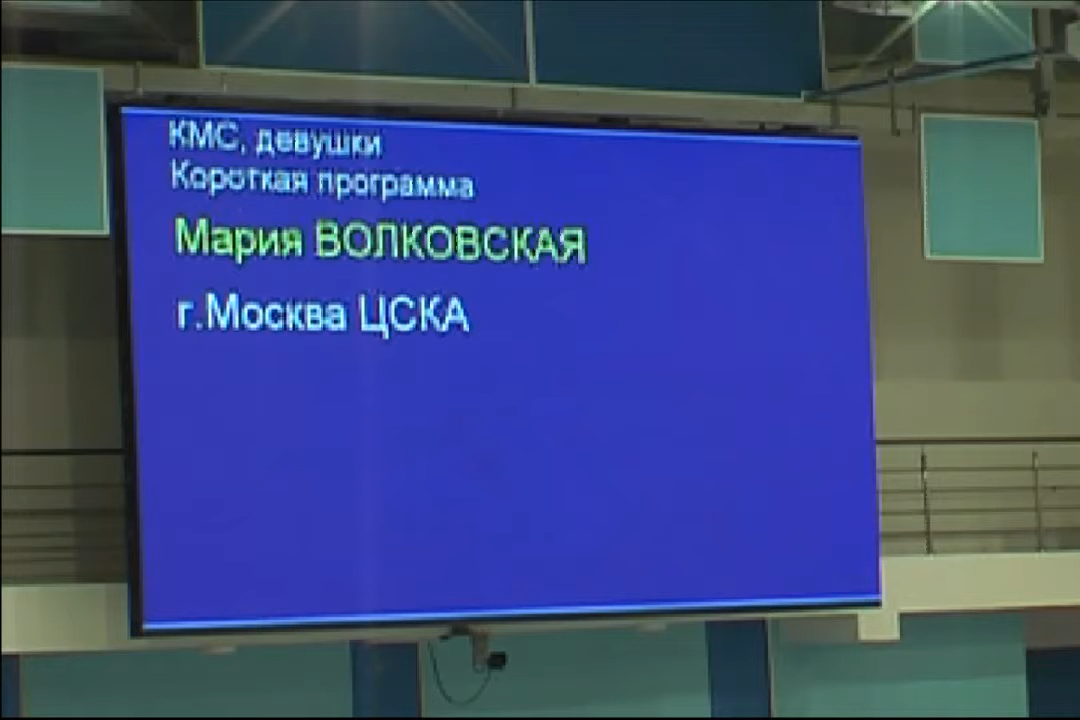 КМС, девушки
Короткая программа
Мария ВОЛКОВСКАЯ
г.Москва ЦСКА